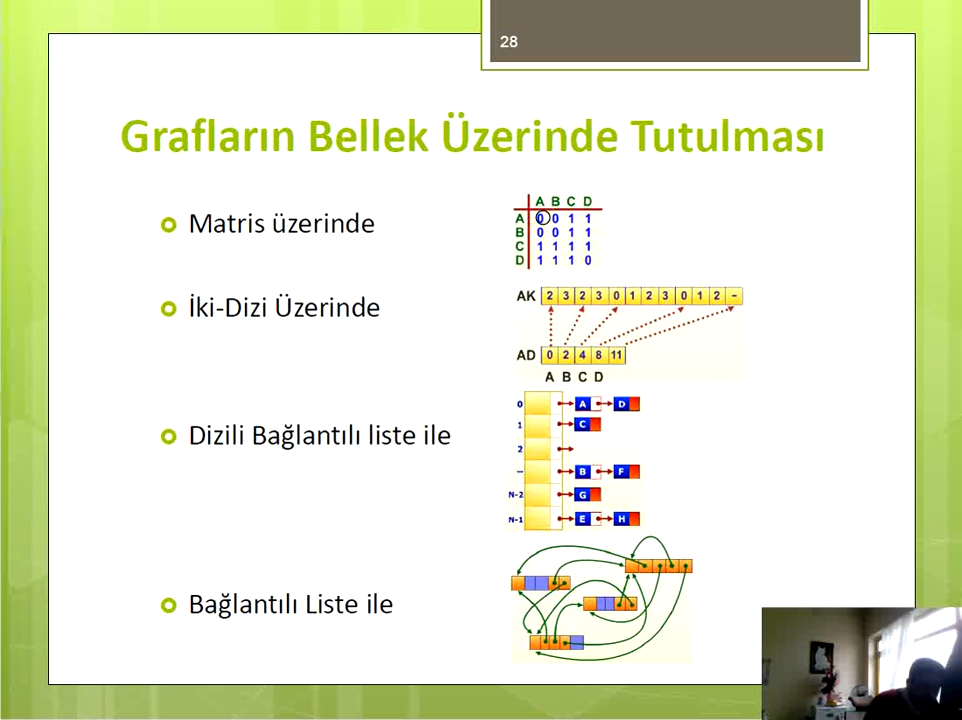 28
Grafların Bellek Üzerinde Tutulması
Matris üzerinde
A B C D
A 0 0 1 1
B 0 0 1 1
C 1 1 1 1
D 1 1 1 0
İki-Dizi Üzerinde
AK 2 3 2 3 0 1 2 3 0 1 2 –
AD 0 2 4 8 11
A B C D
Dizili Bağlantılı liste ile
0 A D
1 C
2
... B F
N-2 G
N-1 E H
Bağlantılı Liste ile